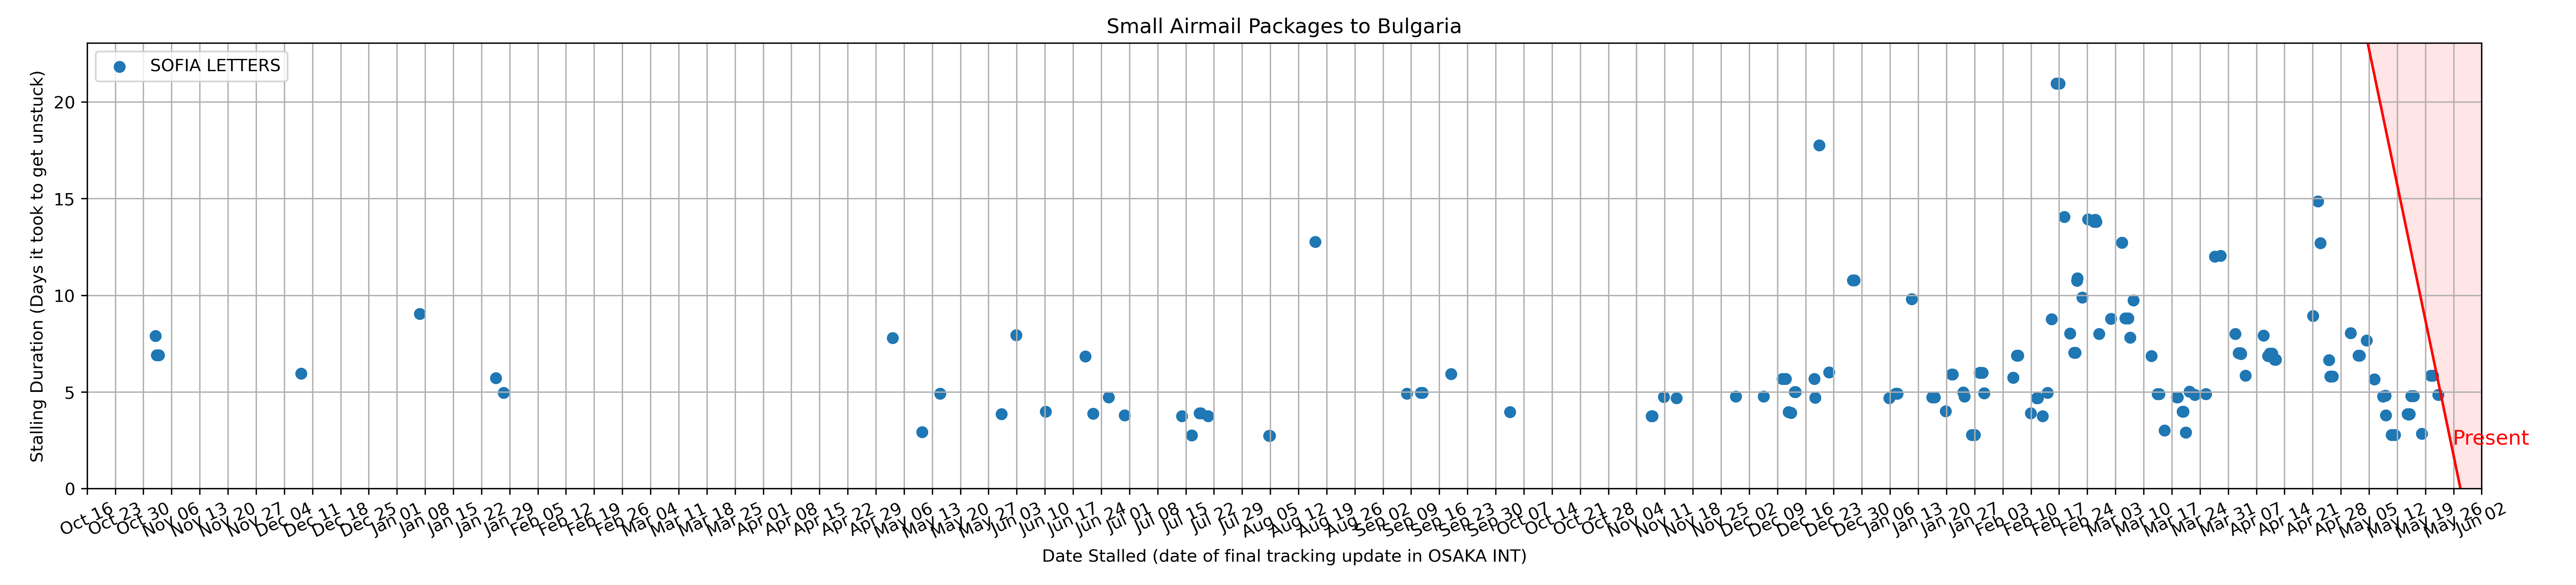 Small Airmail Packages to Bulgaria
SOFIA LETTERS
Stalling Duration (Days it took to get unstuck)
20
15
10
5
0
Present
Oct 16
Oct 23
Oct 30
Nov 06
Nov 13
Nov 20
Nov 27
Dec 04
Dec 11
Dec 18
Dec 25
Jan 01
Jan 08
Jan 15
Jan 22
Jan 29
Feb 05
Feb 12
Feb 19
Feb 26
Mar 04
Mar 11
Mar 18
Mar 25
Apr 01
Apr 08
Apr 15
Apr 22
Apr 29
May 06
May 13
May 20
May 27
Jun 03
Jun 10
Jun 17
Jun 24
Jul 01
Jul 08
Jul 15
Jul 22
Jul 29
Aug 05
Aug 12
Aug 19
Aug 26
Sep 02
Sep 09
Sep 16
Sep 23
Sep 30
Oct 07
Oct 14
Oct 21
Oct 28
Nov 04
Nov 11
Nov 18
Nov 25
Dec 02
Dec 09
Dec 16
Dec 23
Dec 30
Jan 06
Jan 13
Jan 20
Jan 27
Feb 03
Feb 10
Feb 17
Feb 24
Mar 03
Mar 10
Mar 17
Mar 24
Mar 31
Apr 07
Apr 14
Apr 21
Apr 28
May 05
May 12
May 19
May 26
Jun 02
Date Stalled (date of final tracking update in OSAKA INT)